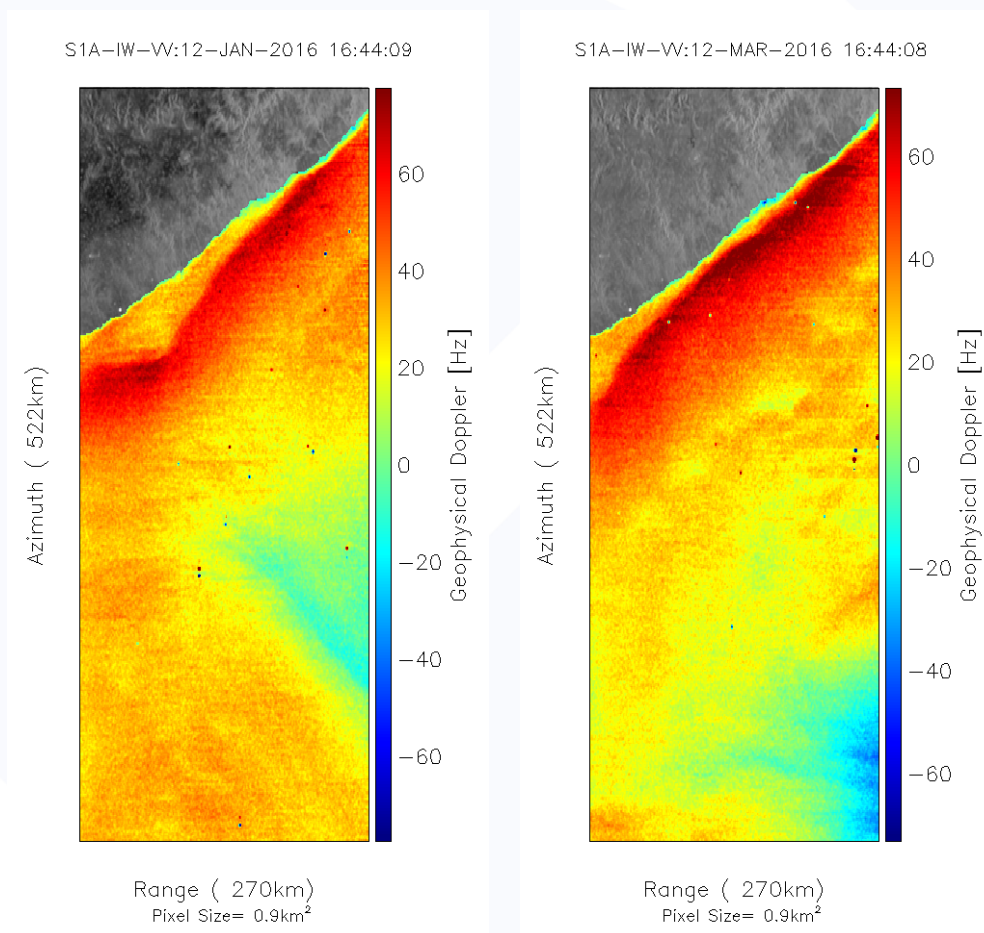 S1A-IW-VV:12-JAN-2016 16:44:09
60
40
20
0
-20
-40
-60
Geophysical Doppler [Hz]
Azimuth ( 522km)
Range ( 270km)
Pixel Size= 0.9km²
S1A-IW-VV:12-MAR-2016 16:44:08
60
40
20
0
-20
-40
-60
Geophysical Doppler [Hz]
Azimuth ( 522km)
Range ( 270km)
Pixel Size= 0.9km²